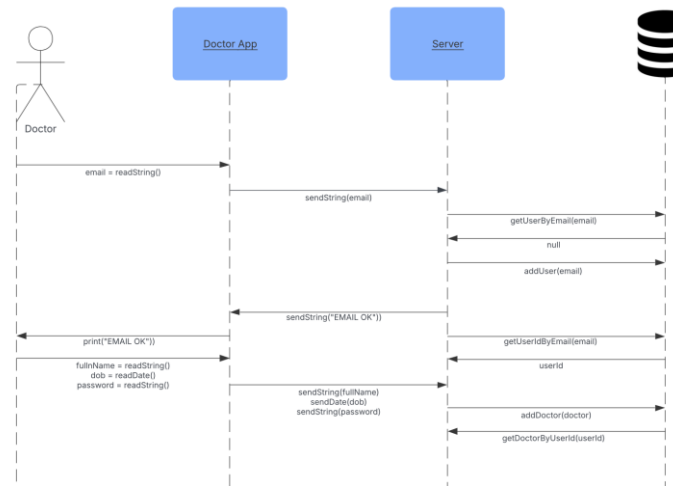 Doctor App
Server
Doctor
email = readString()
sendString(email)
getUserByEmail(email)
null
addUser(email)
sendString("EMAIL OK"))
print("EMAIL OK"))
getUserIdByEmail(email)
userId
fullnName = readString()
dob = readDate()
password = readString()
sendString(fullName)
sendDate(dob)
sendString(password)
addDoctor(doctor)
getDoctorByUserId(userId)